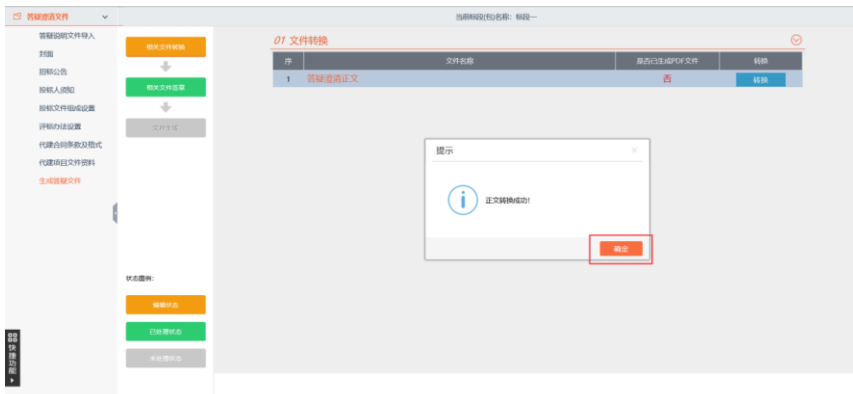 答疑澄清文件
当前标段(包)名称：标段一
答疑说明文件导入
封面
招标公告
投标人须知
投标文件组成设置
评标办法设置
代建合同条款及格式
代建项目文件资料
生成答疑文件
相关文件转换
相关文件签章
文件生成
状态图例：
编辑状态
已处理状态
未处理状态
快捷功能
01 文件转换
序 文件名称 是否已生成PDF文件 转换
1 答疑澄清正文 否 转换
提示
正文转换成功!
确定